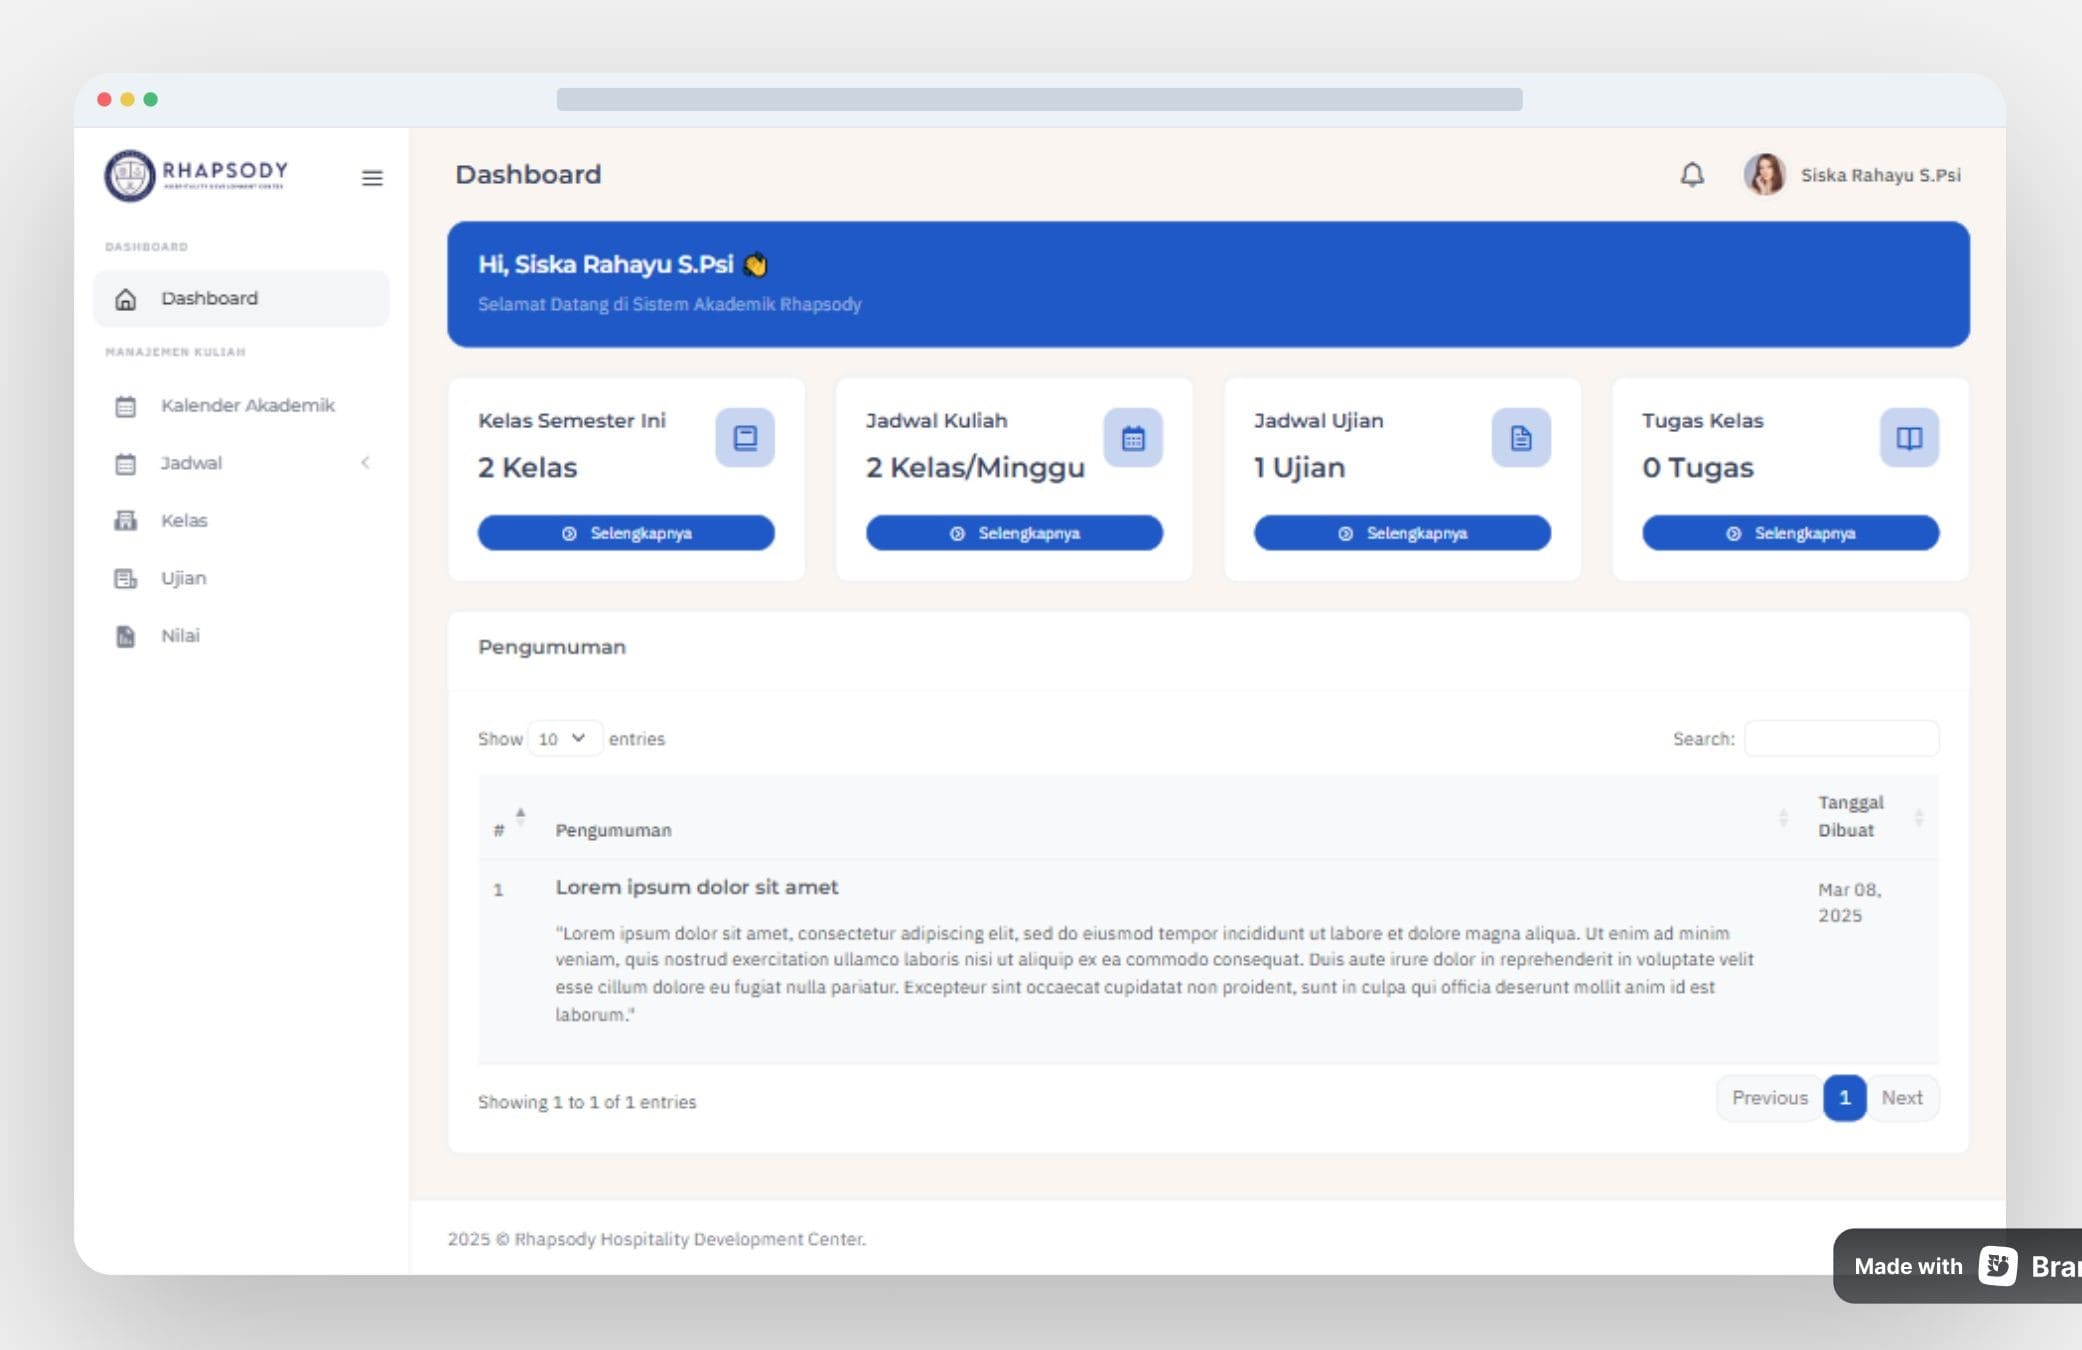 RHAPSODY
HOSPITALITY DEVELOPMENT CENTER
DASHBOARD
Dashboard
MANAJEMEN KULIAH
Kalender Akademik
Jadwal
Kelas
Ujian
Nilai
Dashboard
Siska Rahayu S.Psi
Hi, Siska Rahayu S.Psi 👏
Selamat Datang di Sistem Akademik Rhapsody
Kelas Semester Ini
2 Kelas
Selengkapnya
Jadwal Kuliah
2 Kelas/Minggu
Selengkapnya
Jadwal Ujian
1 Ujian
Selengkapnya
Tugas Kelas
0 Tugas
Selengkapnya
Pengumuman
Show 10 entries
Search:
# Pengumuman
Tanggal
Dibuat
1 Lorem ipsum dolor sit amet
Mar 08,
2025
"Lorem ipsum dolor sit amet, consectetur adipiscing elit, sed do eiusmod tempor incididunt ut labore et dolore magna aliqua. Ut enim ad minim
veniam, quis nostrud exercitation ullamco laboris nisi ut aliquip ex ea commodo consequat. Duis aute irure dolor in reprehenderit in voluptate velit
esse cillum dolore eu fugiat nulla pariatur. Excepteur sint occaecat cupidatat non proident, sunt in culpa qui officia deserunt mollit anim id est
laborum."
Showing 1 to 1 of 1 entries
Previous 1 Next
2025 © Rhapsody Hospitality Development Center.
Made with